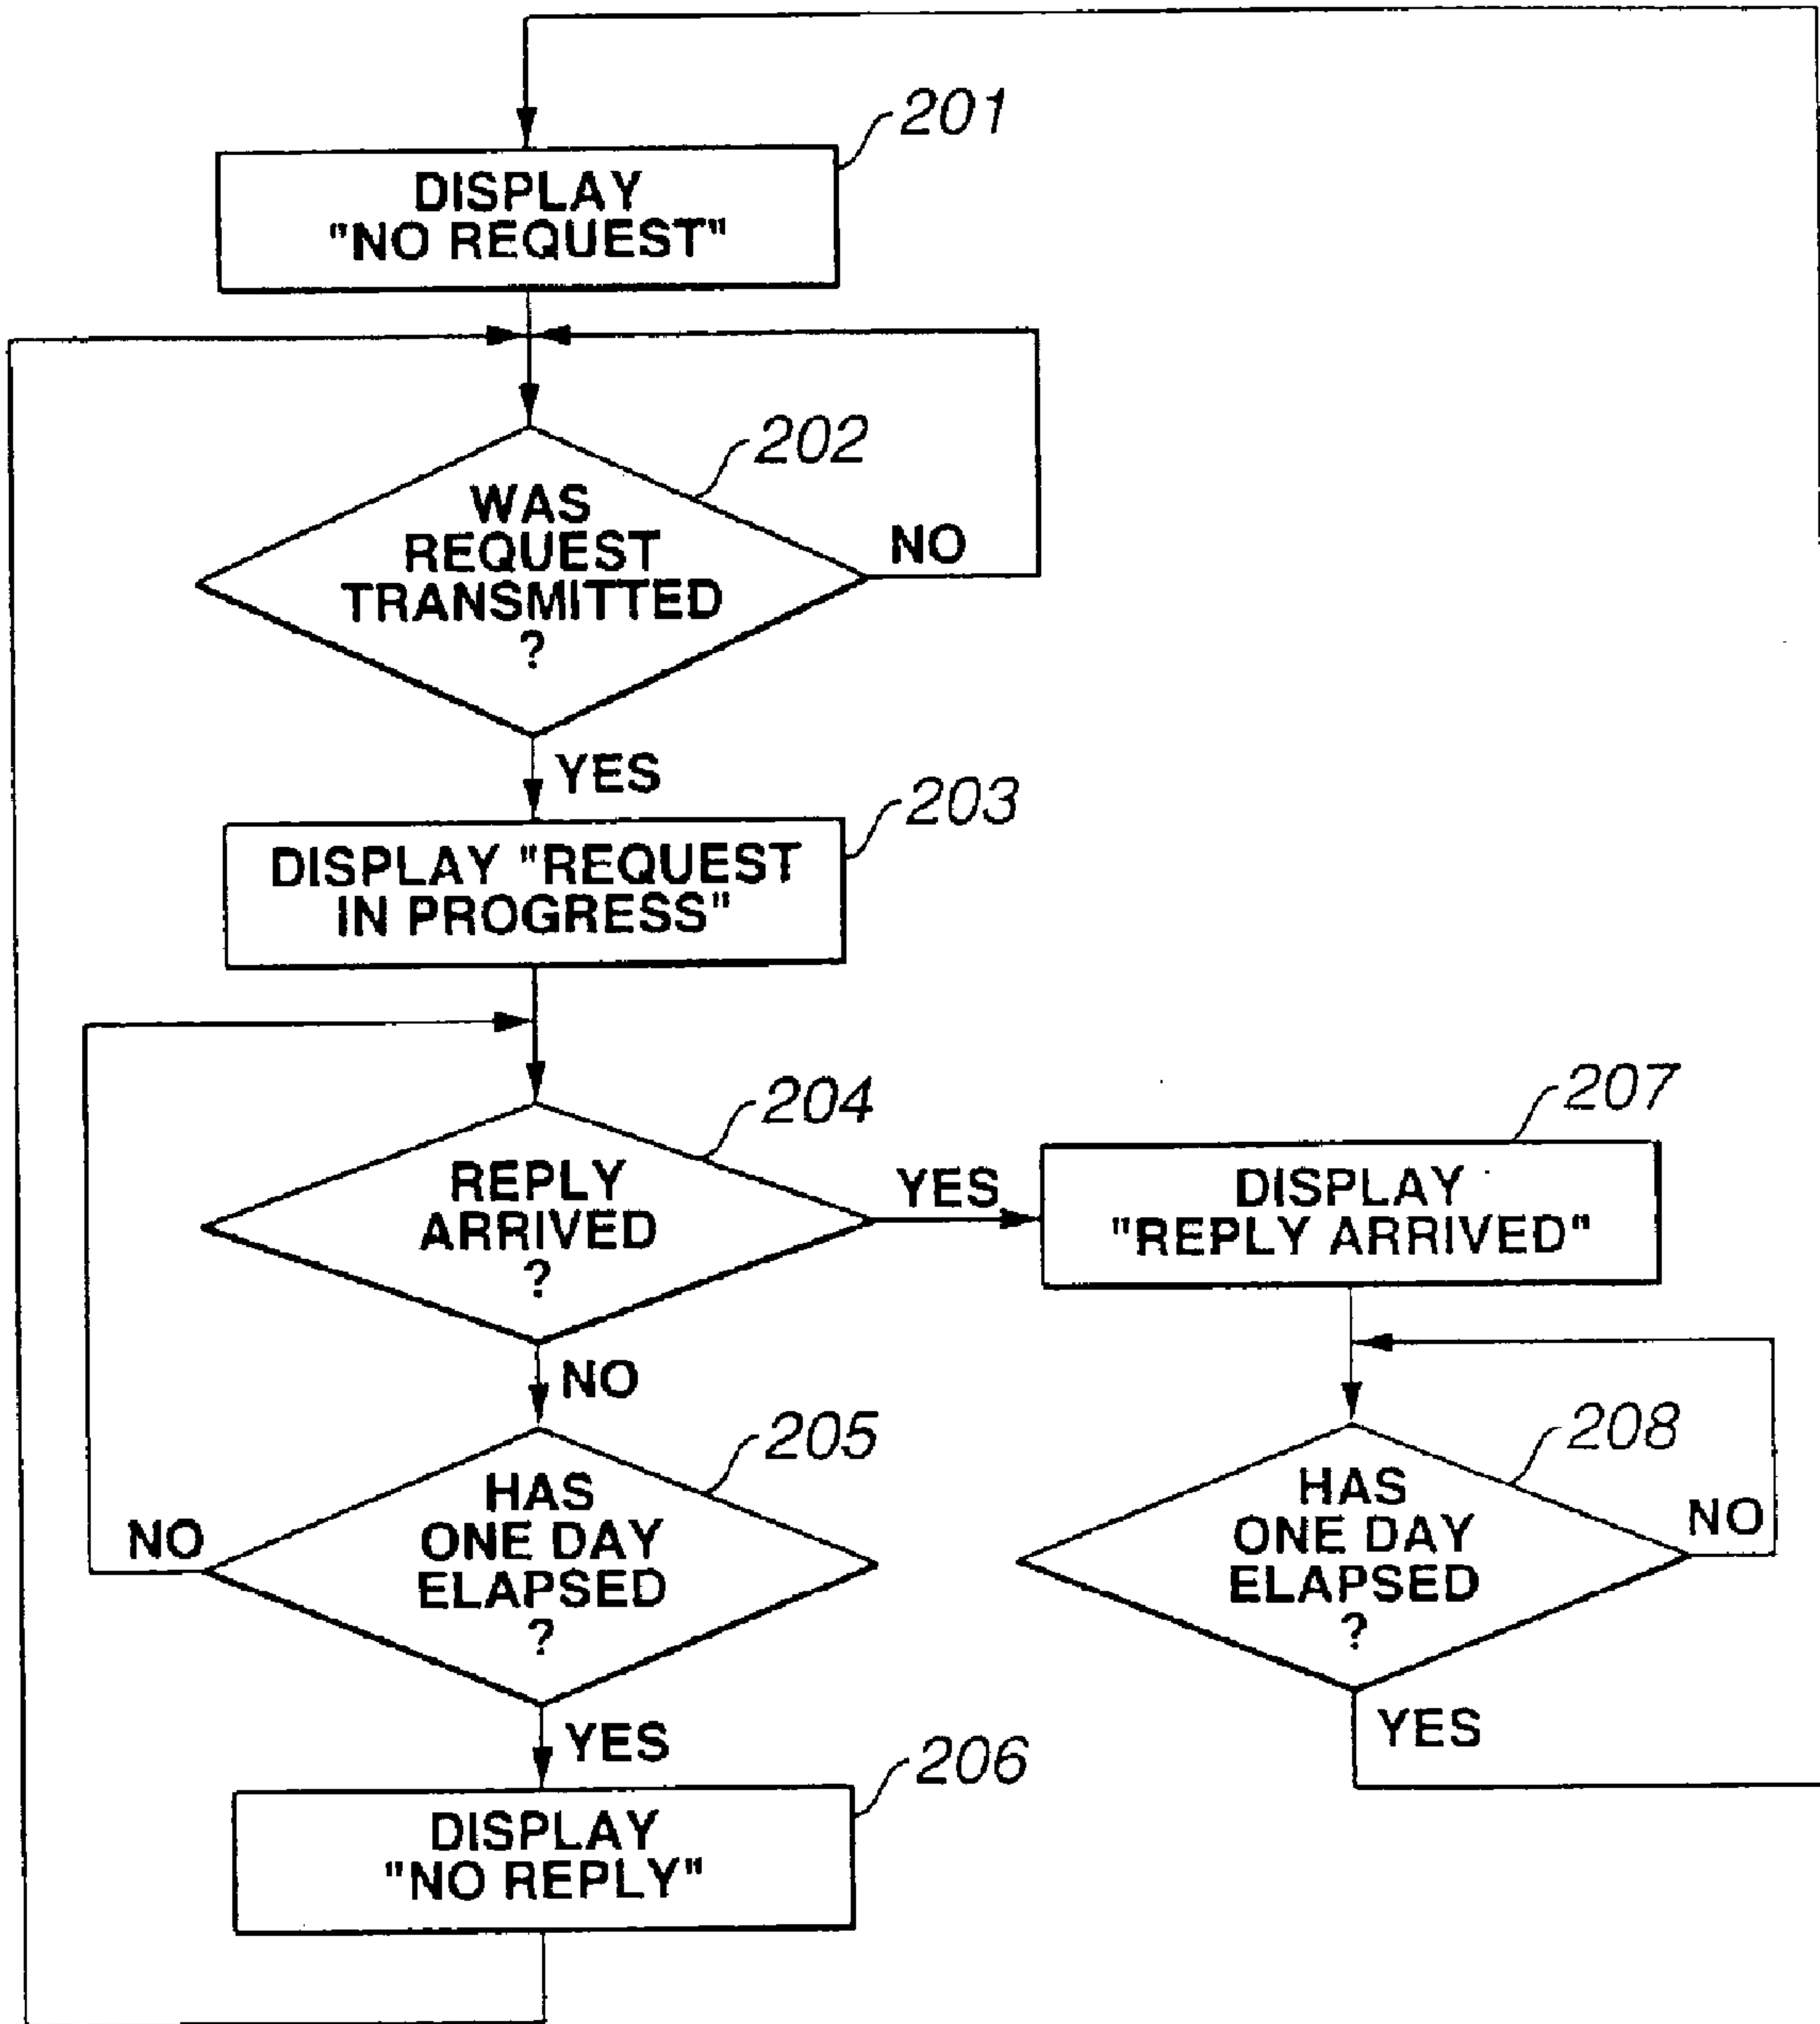 201
DISPLAY
"NO REQUEST"
202
WAS
REQUEST
TRANSMITTED
?
NO
YES
203
DISPLAY "REQUEST
IN PROGRESS"
204
REPLY
ARRIVED
?
YES
207
DISPLAY
"REPLY ARRIVED"
NO
205
HAS
ONE DAY
ELAPSED
?
NO
208
HAS
ONE DAY
ELAPSED
?
NO
YES
YES
206
DISPLAY
"NO REPLY"